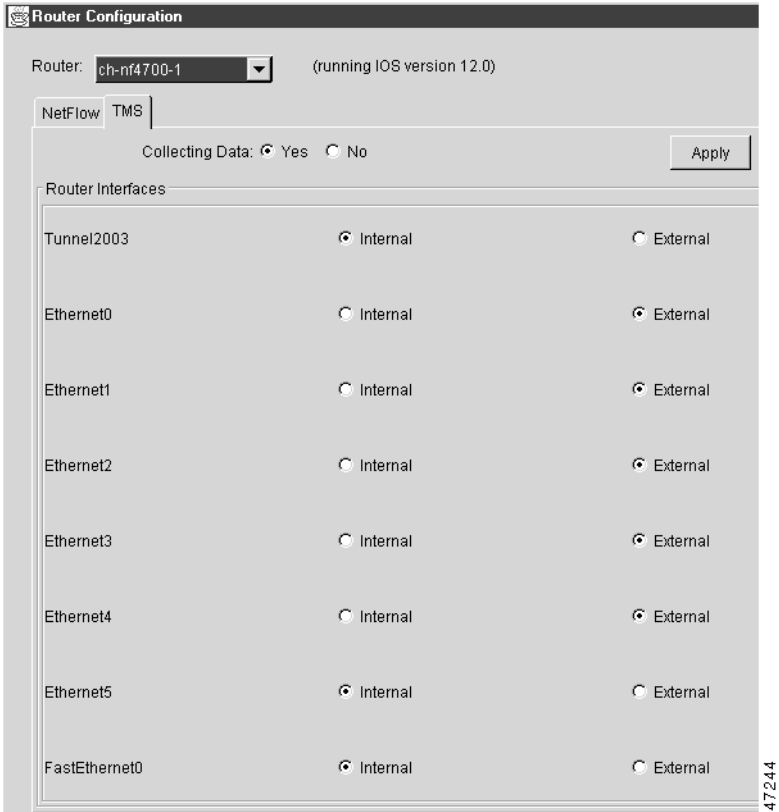 Router Configuration
Router: ch-nf4700-1 (running IOS version 12.0)
NetFlow TMS
Collecting Data: Yes No Apply
Router Interfaces
Tunnel2003 Internal External
Ethernet0 Internal External
Ethernet1 Internal External
Ethernet2 Internal External
Ethernet3 Internal External
Ethernet4 Internal External
Ethernet5 Internal External
FastEthernet0 Internal External
47244